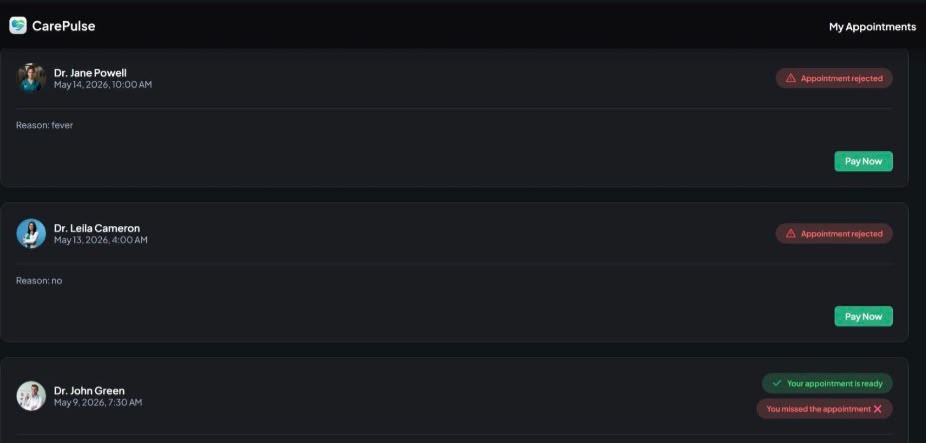 CarePulse
My Appointments
Dr. Jane Powell
May 14, 2026, 10:00 AM
Appointment rejected
Reason: fever
Pay Now
Dr. Leila Cameron
May 13, 2026, 4:00 AM
Appointment rejected
Reason: no
Pay Now
Dr. John Green
May 9, 2026, 7:30 AM
Your appointment is ready
You missed the appointment